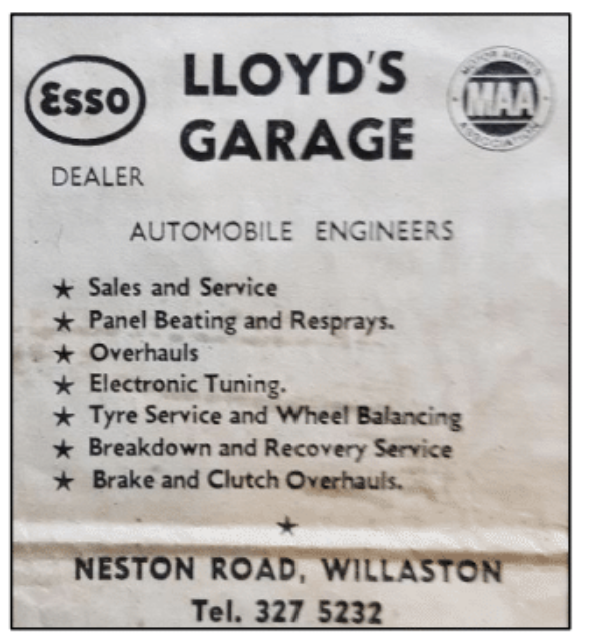 Esso
LLOYD'S
GARAGE
MOTOR AGENTS
MAA
ASSOCIATION
DEALER
AUTOMOBILE ENGINEERS
★ Sales and Service
★ Panel Beating and Resprays.
★ Overhauls
★ Electronic Tuning.
★ Tyre Service and Wheel Balancing
★ Breakdown and Recovery Service
★ Brake and Clutch Overhauls.
★
NESTON ROAD, WILLASTON
Tel. 327 5232